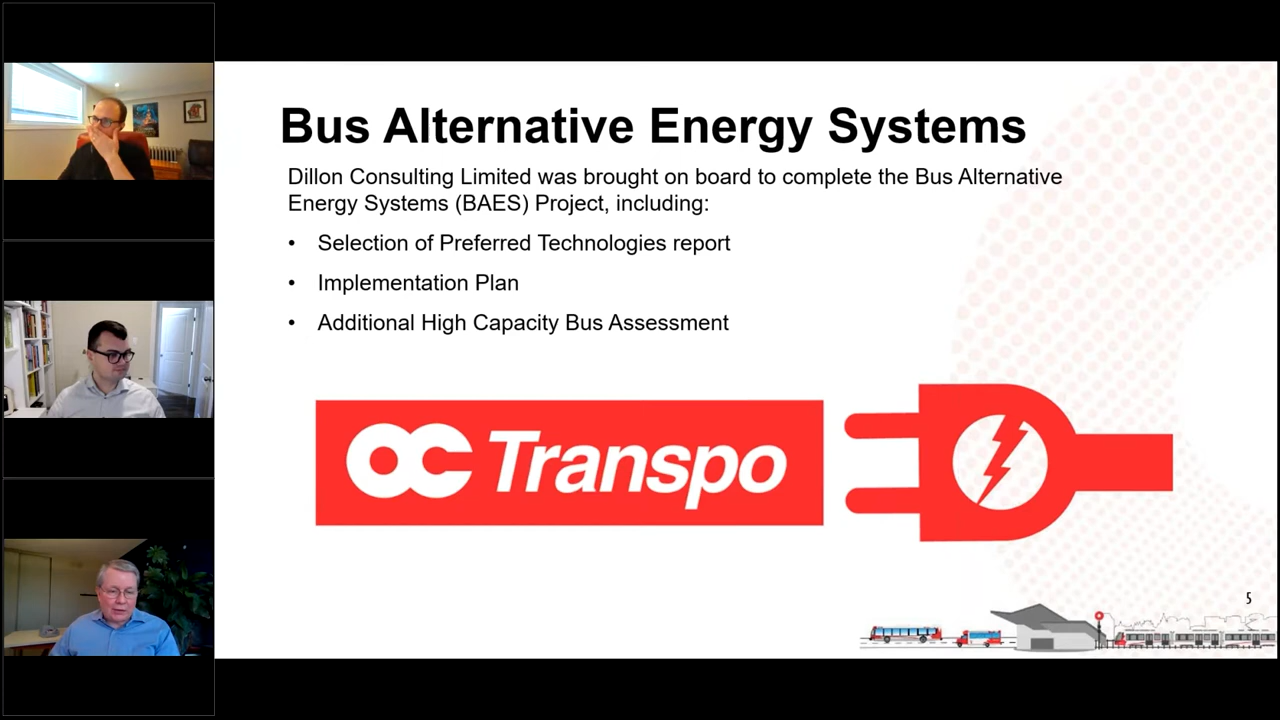 Bus Alternative Energy Systems
Dillon Consulting Limited was brought on board to complete the Bus Alternative
Energy Systems (BAES) Project, including:
• Selection of Preferred Technologies report
• Implementation Plan
• Additional High Capacity Bus Assessment
OC Transpo
5